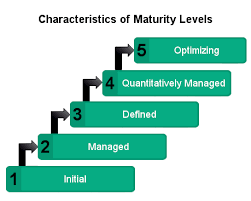 Characteristics of Maturity Levels
5 Optimizing
4 Quantitatively Managed
3 Defined
2 Managed
1 Initial